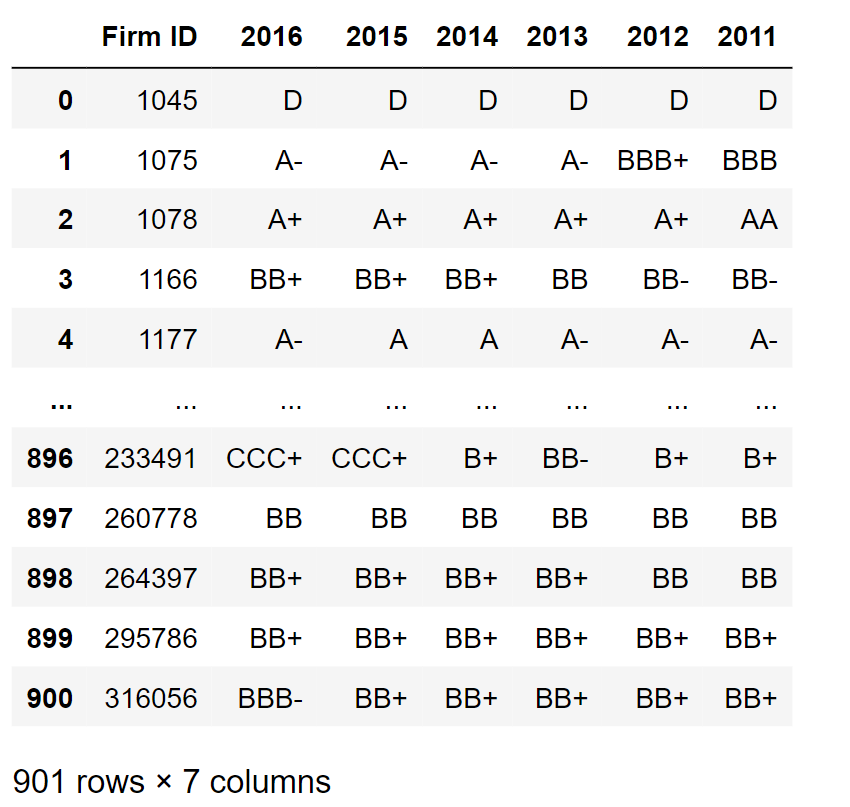 Firm ID 2016 2015 2014 2013 2012 2011
0 1045 D D D D D D
1 1075 A- A- A- A- BBB+ BBB
2 1078 A+ A+ A+ A+ A+ AA
3 1166 BB+ BB+ BB+ BB BB- BB-
4 1177 A- A A A- A- A-
... ... ... ... ... ... ... ...
896 233491 CCC+ CCC+ B+ BB- B+ B+
897 260778 BB BB BB BB BB BB
898 264397 BB+ BB+ BB+ BB+ BB BB
899 295786 BB+ BB+ BB+ BB+ BB+ BB+
900 316056 BBB- BB+ BB+ BB+ BB+ BB+
901 rows × 7 columns